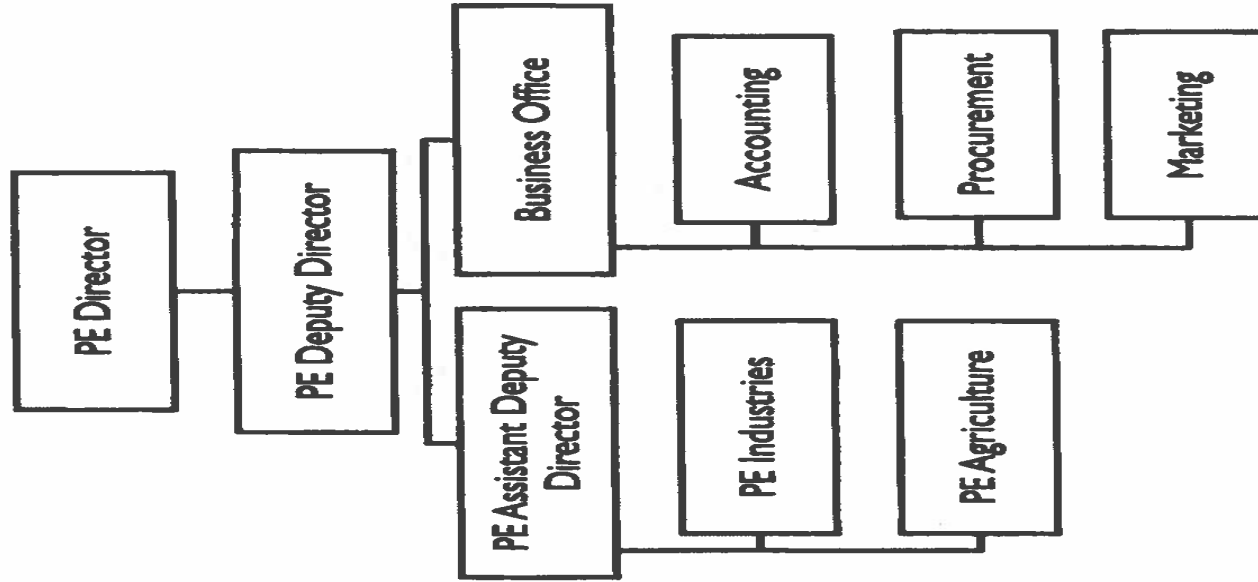 PE Director
PE Deputy Director
PE Assistant Deputy
Director
Business Office
PE Industries
PE Agriculture
Accounting
Procurement
Marketing